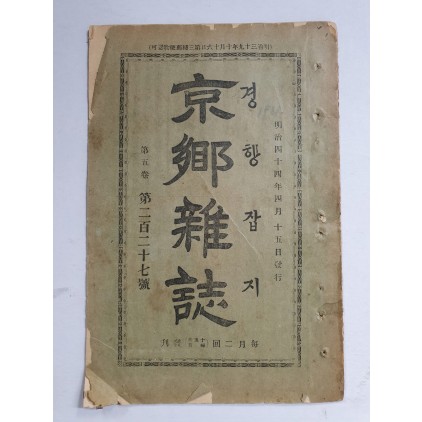 (明治三十九年十月十六日第三種郵便物認可)
明治四十四年四月十五日發行
경향잡지
京鄉雜誌
第五卷 第二百二十七號
每月二回